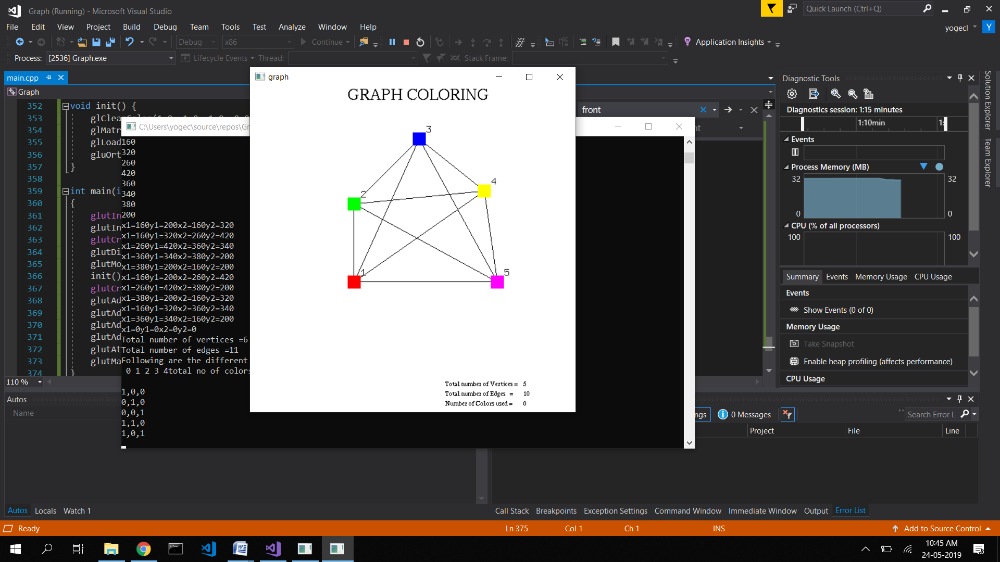 Graph (Running) - Microsoft Visual Studio
Quick Launch (Ctrl+Q)
File Edit View Project Build Debug Team Tools Test Analyze Window Help
yogecl Y
Debug x86 Continue Application Insights
Process: [2536] Graph.exe Lifecycle Events Thread: Stack Frame:
main.cpp
Graph
352 void init() {
353
354 glMatr
355 glLoad
356 gluOrt
357 }
358
359 int main(i
360 {
361 glutIn
362 glutIn
363 glutCr
364 glutDi
365 glutMo
366 init()
367 glutCr
368 glutAd
369 glutAd
370 glutAd
371 glutAd
372 glutAt
373 glutMa
374 }
110 %
front
C:\Users\yogec\source\repos\Gr
160
320
260
420
360
340
380
200
x1=160y1=200x2=160y2=320
x1=160y1=320x2=260y2=420
x1=260y1=420x2=360y2=340
x1=360y1=340x2=380y2=200
x1=380y1=200x2=160y2=200
x1=160y1=200x2=260y2=420
x1=260y1=420x2=380y2=200
x1=380y1=200x2=160y2=320
x1=160y1=320x2=360y2=340
x1=360y1=340x2=160y2=200
x1=0y1=0x2=0y2=0
Total number of vertices =6
Total number of edges =11
Following are the different
0 1 2 3 4total no of colors
1,0,0
0,1,0
0,0,1
1,1,0
1,0,1
graph
GRAPH COLORING
3
4
2
1
5
Total number of Vertices = 5
Total number of Edges = 10
Number of Colors used = 0
Diagnostic Tools
Diagnostics session: 1:15 minutes
1:10min
Events
Process Memory (MB)
32 32
0 0
CPU (% of all processors)
100 100
Summary Events Memory Usage CPU Usage
Events
Show Events (0 of 0)
Memory Usage
Take Snapshot
Enable heap profiling (affects performance)
CPU Usage
Solution Explorer
Team Explorer
Autos
Name
Autos Locals Watch 1
ngs 0 Messages Search Error L
Project File Line
Call Stack Breakpoints Exception Settings Command Window Immediate Window Output Error List
Ready Ln 375 Col 1 Ch 1 INS Add to Source Control
10:45 AM
24-05-2019